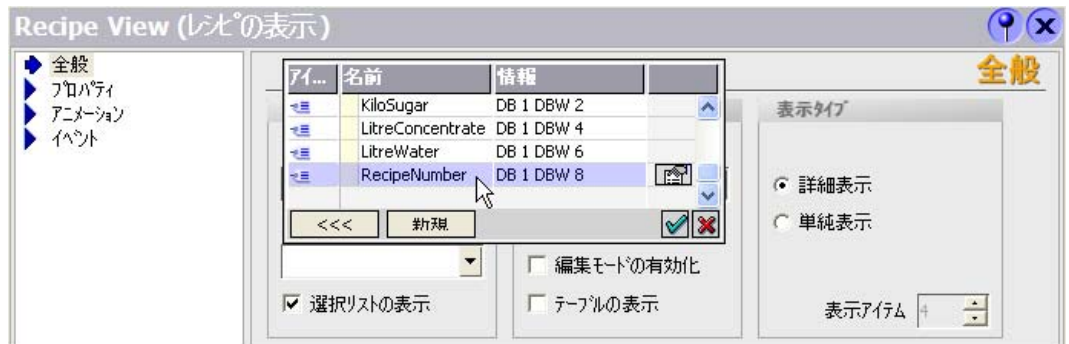 Recipe View (ﾚｼﾋﾟの表示)
全般
ﾌﾟﾛﾊﾟﾃｨ
ｱﾆﾒｰｼｮﾝ
ｲﾍﾞﾝﾄ
全般
ｱｲ... 名前 情報
KiloSugar DB 1 DBW 2
LitreConcentrate DB 1 DBW 4
LitreWater DB 1 DBW 6
RecipeNumber DB 1 DBW 8
<<< 新規
表示ﾀｲﾌﾟ
詳細表示
単純表示
編集ﾓｰﾄﾞの有効化
選択ﾘｽﾄの表示
ﾃｰﾌﾞﾙの表示
表示ｱｲﾃﾑ 4